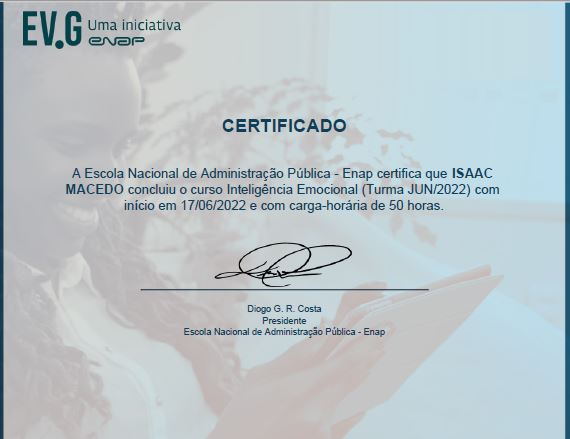 EV.G Uma iniciativa
enap
CERTIFICADO
A Escola Nacional de Administração Pública - Enap certifica que ISAAC
MACEDO concluiu o curso Inteligência Emocional (Turma JUN/2022) com
início em 17/06/2022 e com carga-horária de 50 horas.
Diogo G. R. Costa
Presidente
Escola Nacional de Administração Pública - Enap